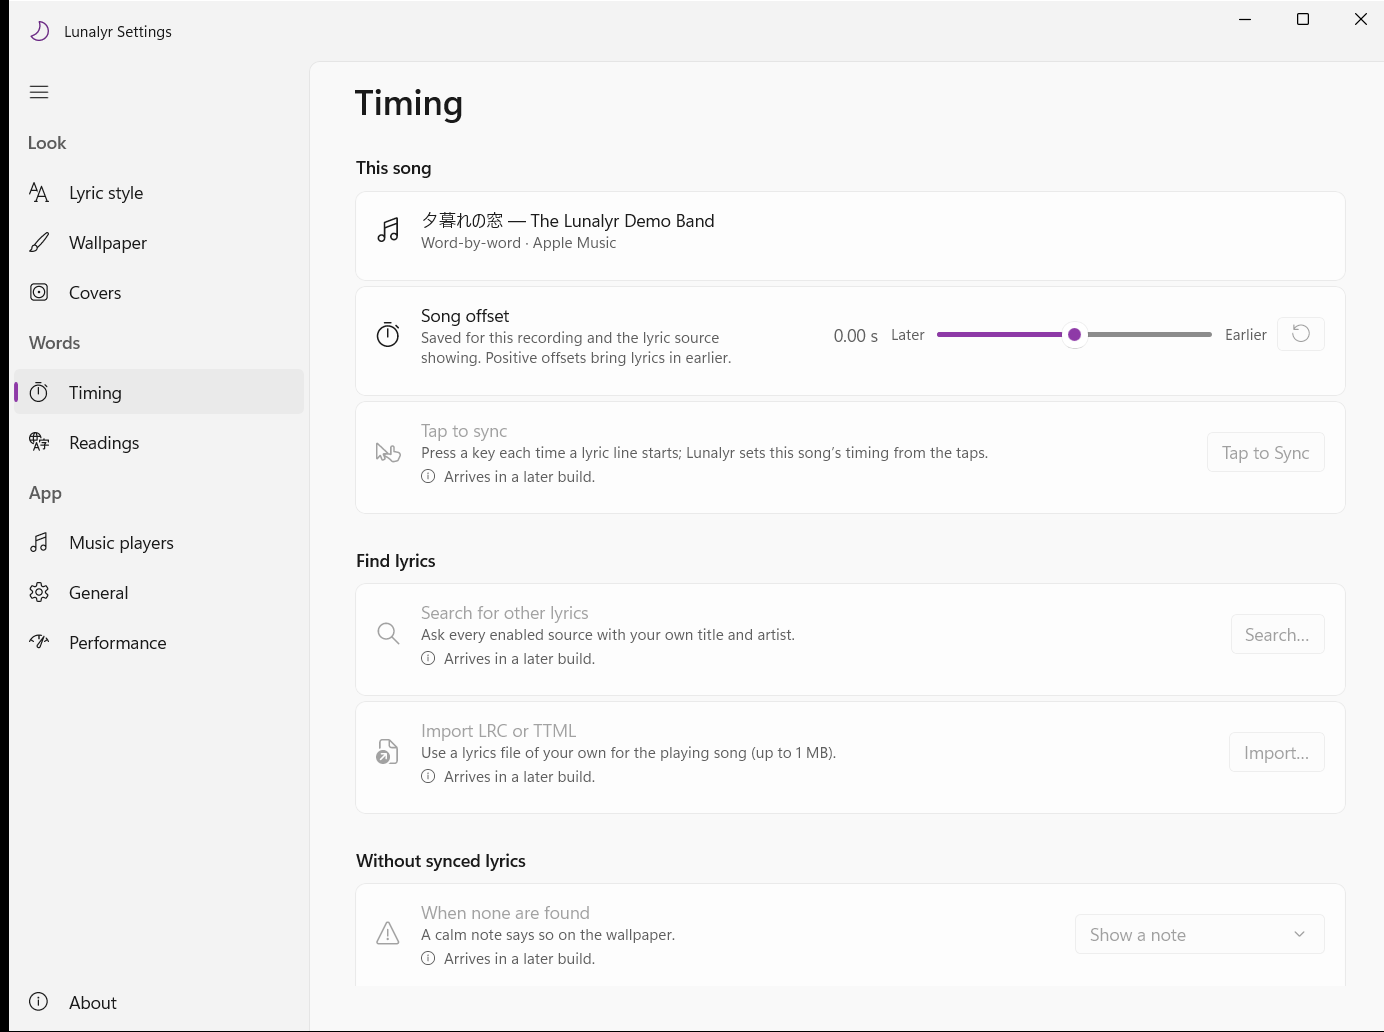 Lunalyr Settings
Look
Lyric style
Wallpaper
Covers
Words
Timing
Readings
App
Music players
General
Performance
About
Timing
This song
夕暮れの窓 — The Lunalyr Demo Band
Word-by-word · Apple Music
Song offset
Saved for this recording and the lyric source
showing. Positive offsets bring lyrics in earlier.
0.00 s Later Earlier
Tap to sync
Press a key each time a lyric line starts; Lunalyr sets this song’s timing from the taps.
Arrives in a later build.
Tap to Sync
Find lyrics
Search for other lyrics
Ask every enabled source with your own title and artist.
Arrives in a later build.
Search...
Import LRC or TTML
Use a lyrics file of your own for the playing song (up to 1 MB).
Arrives in a later build.
Import...
Without synced lyrics
When none are found
A calm note says so on the wallpaper.
Arrives in a later build.
Show a note